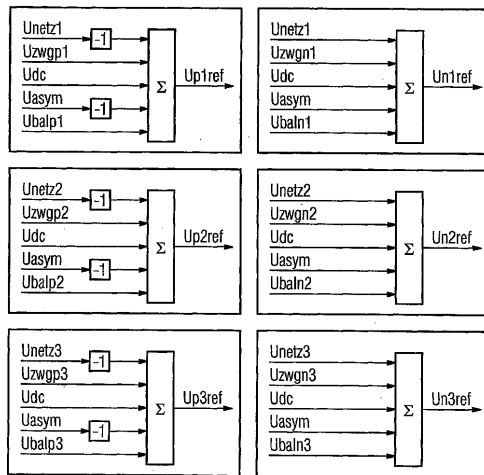 Unetz1
-1
Uzwgp1
Udc
Σ
Up1ref
Uasym
-1
Ubalp1
Unetz1
Uzwgn1
Udc
Σ
Un1ref
Uasym
Ubaln1
Unetz2
-1
Uzwgp2
Udc
Σ
Up2ref
Uasym
-1
Ubalp2
Unetz2
Uzwgn2
Udc
Σ
Un2ref
Uasym
Ubaln2
Unetz3
-1
Uzwgp3
Udc
Σ
Up3ref
Uasym
-1
Ubalp3
Unetz3
Uzwgn3
Udc
Σ
Un3ref
Uasym
Ubaln3